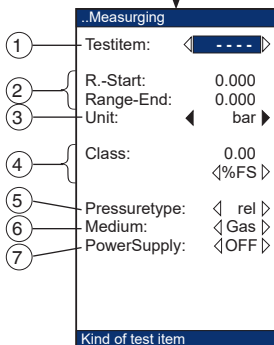 ..Measurging
1 Testitem: - - - -
2 R.-Start: 0.000
Range-End: 0.000
3 Unit: bar
4 Class: 0.00
%FS
5 Pressuretype: rel
6 Medium: Gas
7 PowerSupply: OFF
Kind of test item